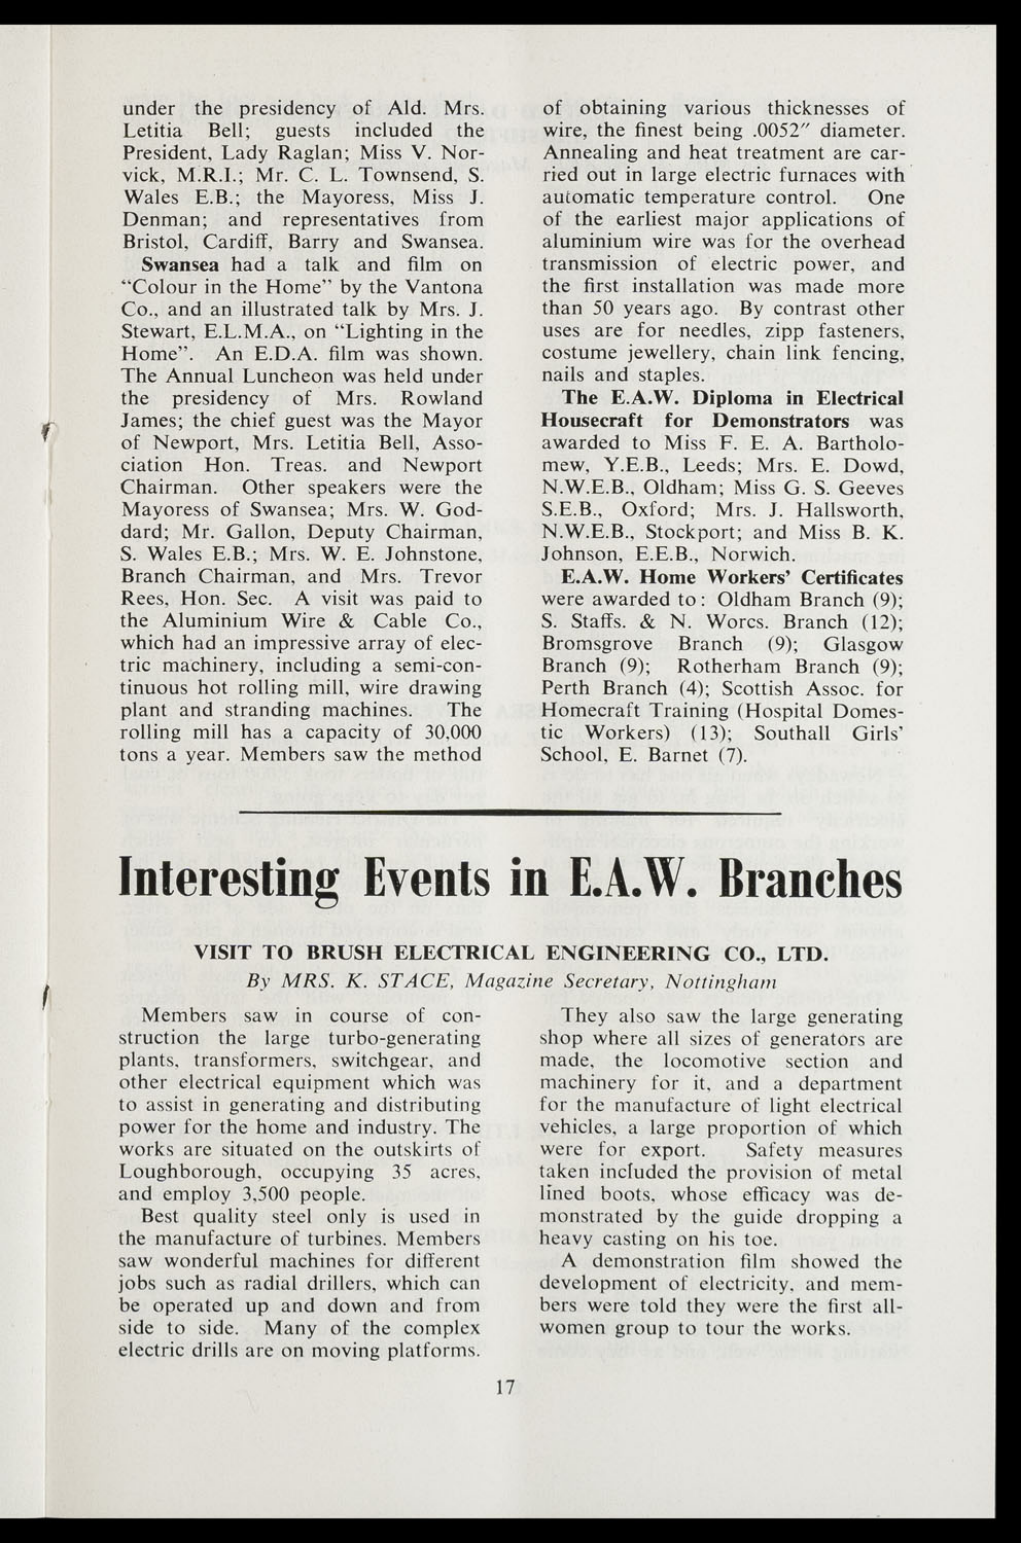 under the presidency of Ald. Mrs.
Letitia Bell; guests included the
President, Lady Raglan; Miss V. Nor-
vick, M.R.I.; Mr. C. L. Townsend, S.
Wales E.B.; the Mayoress, Miss J.
Denman; and representatives from
Bristol, Cardiff, Barry and Swansea.
Swansea had a talk and film on
“Colour in the Home” by the Vantona
Co., and an illustrated talk by Mrs. J.
Stewart, E.L.M.A., on “Lighting in the
Home”. An E.D.A. film was shown.
The Annual Luncheon was held under
the presidency of Mrs. Rowland
James; the chief guest was the Mayor
of Newport, Mrs. Letitia Bell, Asso-
ciation Hon. Treas. and Newport
Chairman. Other speakers were the
Mayoress of Swansea; Mrs. W. God-
dard; Mr. Gallon, Deputy Chairman,
S. Wales E.B.; Mrs. W. E. Johnstone,
Branch Chairman, and Mrs. Trevor
Rees, Hon. Sec. A visit was paid to
the Aluminium Wire & Cable Co.,
which had an impressive array of elec-
tric machinery, including a semi-con-
tinuous hot rolling mill, wire drawing
plant and stranding machines. The
rolling mill has a capacity of 30,000
tons a year. Members saw the method
of obtaining various thicknesses of
wire, the finest being .0052″ diameter.
Annealing and heat treatment are car-
ried out in large electric furnaces with
automatic temperature control. One
of the earliest major applications of
aluminium wire was for the overhead
transmission of electric power, and
the first installation was made more
than 50 years ago. By contrast other
uses are for needles, zipp fasteners,
costume jewellery, chain link fencing,
nails and staples.
The E.A.W. Diploma in Electrical
Housecraft for Demonstrators was
awarded to Miss F. E. A. Bartholo-
mew, Y.E.B., Leeds; Mrs. E. Dowd,
N.W.E.B., Oldham; Miss G. S. Geeves
S.E.B., Oxford; Mrs. J. Hallsworth,
N.W.E.B., Stockport; and Miss B. K.
Johnson, E.E.B., Norwich.
E.A.W. Home Workers’ Certificates
were awarded to: Oldham Branch (9);
S. Staffs. & N. Worcs. Branch (12);
Bromsgrove Branch (9); Glasgow
Branch (9); Rotherham Branch (9);
Perth Branch (4); Scottish Assoc. for
Homecraft Training (Hospital Domes-
tic Workers) (13); Southall Girls’
School, E. Barnet (7).
Interesting Events in E.A.W. Branches
VISIT TO BRUSH ELECTRICAL ENGINEERING CO., LTD.
By MRS. K. STACE, Magazine Secretary, Nottingham
Members saw in course of con-
struction the large turbo-generating
plants, transformers, switchgear, and
other electrical equipment which was
to assist in generating and distributing
power for the home and industry. The
works are situated on the outskirts of
Loughborough, occupying 35 acres,
and employ 3,500 people.
Best quality steel only is used in
the manufacture of turbines. Members
saw wonderful machines for different
jobs such as radial drillers, which can
be operated up and down and from
side to side. Many of the complex
electric drills are on moving platforms.
They also saw the large generating
shop where all sizes of generators are
made, the locomotive section and
machinery for it, and a department
for the manufacture of light electrical
vehicles, a large proportion of which
were for export. Safety measures
taken included the provision of metal
lined boots, whose efficacy was de-
monstrated by the guide dropping a
heavy casting on his toe.
A demonstration film showed the
development of electricity, and mem-
bers were told they were the first all-
women group to tour the works.
17